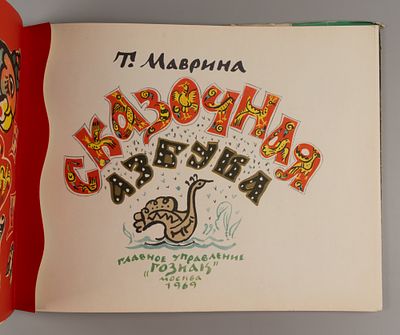 Т. Маврина
СКАЗОЧНАЯ
АЗБУКА
ГЛАВНОЕ УПРАВЛЕНИЕ
„ГОЗНАК"
МОСКВА
1969